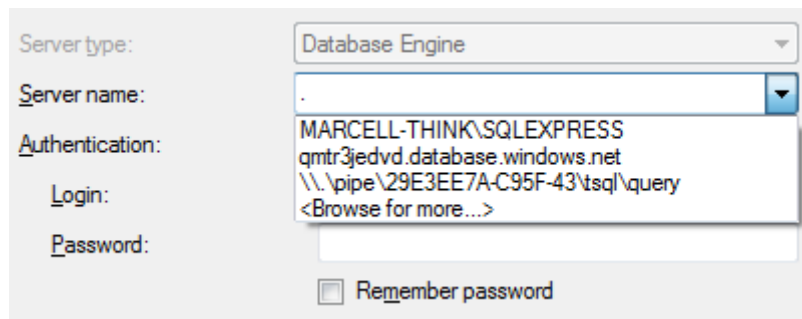 Server type: Database Engine
Server name: .
MARCELL-THINK\SQLEXPRESS
Authentication: qmtr3jedvd.database.windows.net
\\.\pipe\29E3EE7A-C95F-43\tsql\query
Login: <Browse for more...>
Password:
Remember password